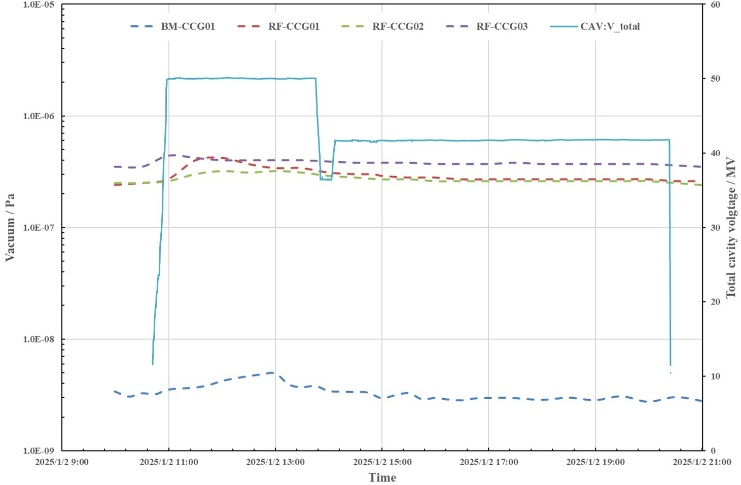 1.0E-05
60
BM-CCG01 RF-CCG01 RF-CCG02 RF-CCG03 CAV:V_total
50
1.0E-06
40
Vacuum / Pa
Total cavity volgtage / MV
1.0E-07
30
20
1.0E-08
10
1.0E-09
0
2025/1/2 9:00 2025/1/2 11:00 2025/1/2 13:00 2025/1/2 15:00 2025/1/2 17:00 2025/1/2 19:00 2025/1/2 21:00
Time